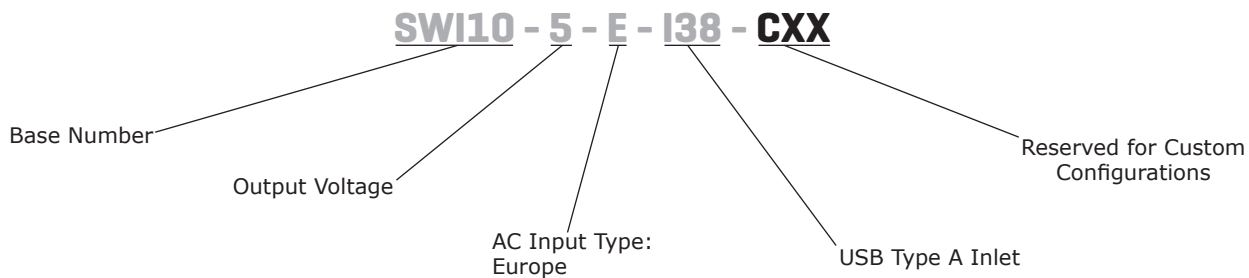 SWI10 - 5 - E - I38 - CXX
Base Number
Output Voltage
AC Input Type:
Europe
USB Type A Inlet
Reserved for Custom
Configurations